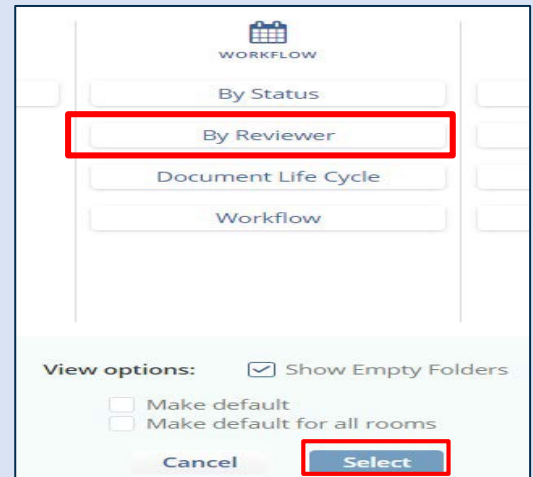 WORKFLOW
By Status
By Reviewer
Document Life Cycle
Workflow
View options: Show Empty Folders
Make default
Make default for all rooms
Cancel Select